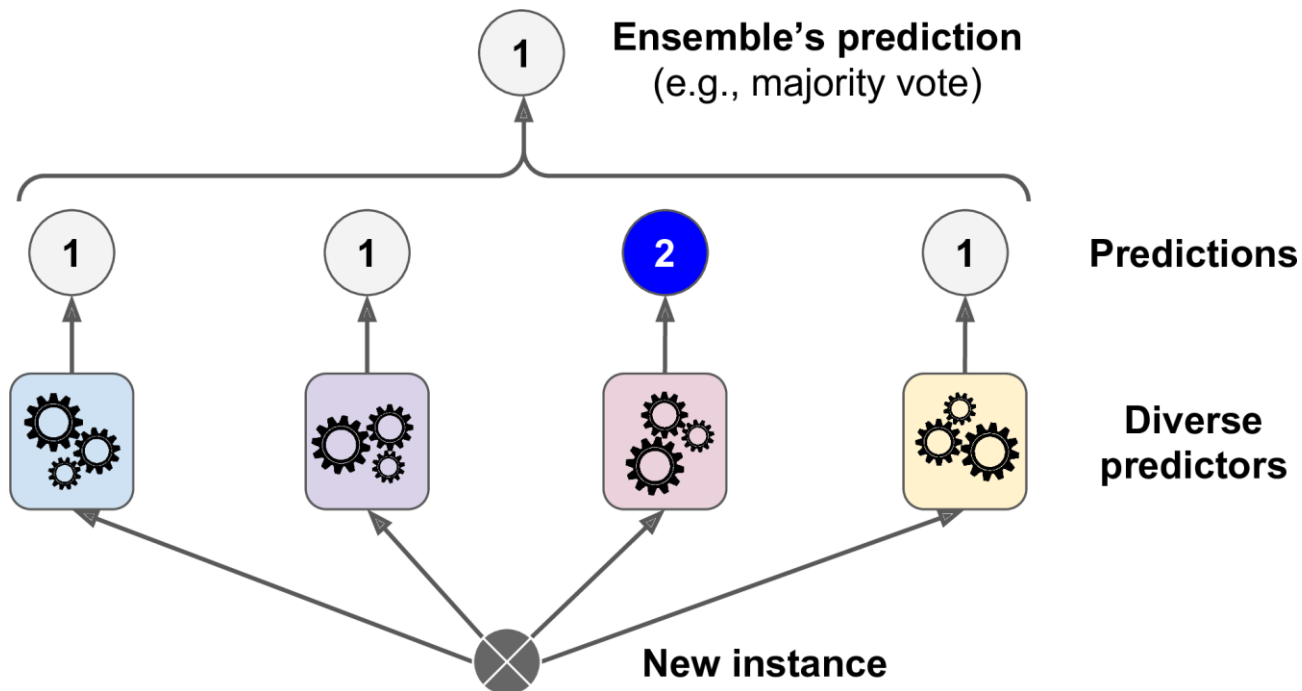 1
Ensemble’s prediction
(e.g., majority vote)
1 1 2 1
Predictions
Diverse
predictors
New instance